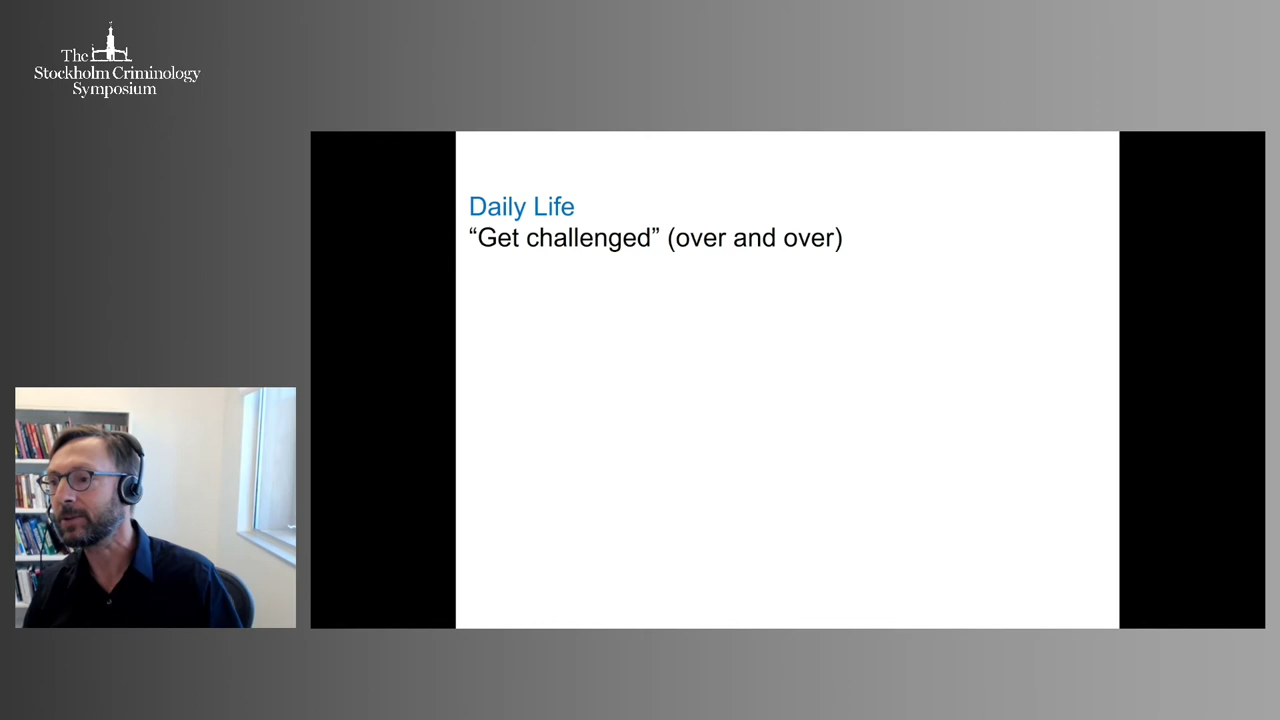 The
Stockholm Criminology
Symposium
Daily Life
“Get challenged” (over and over)